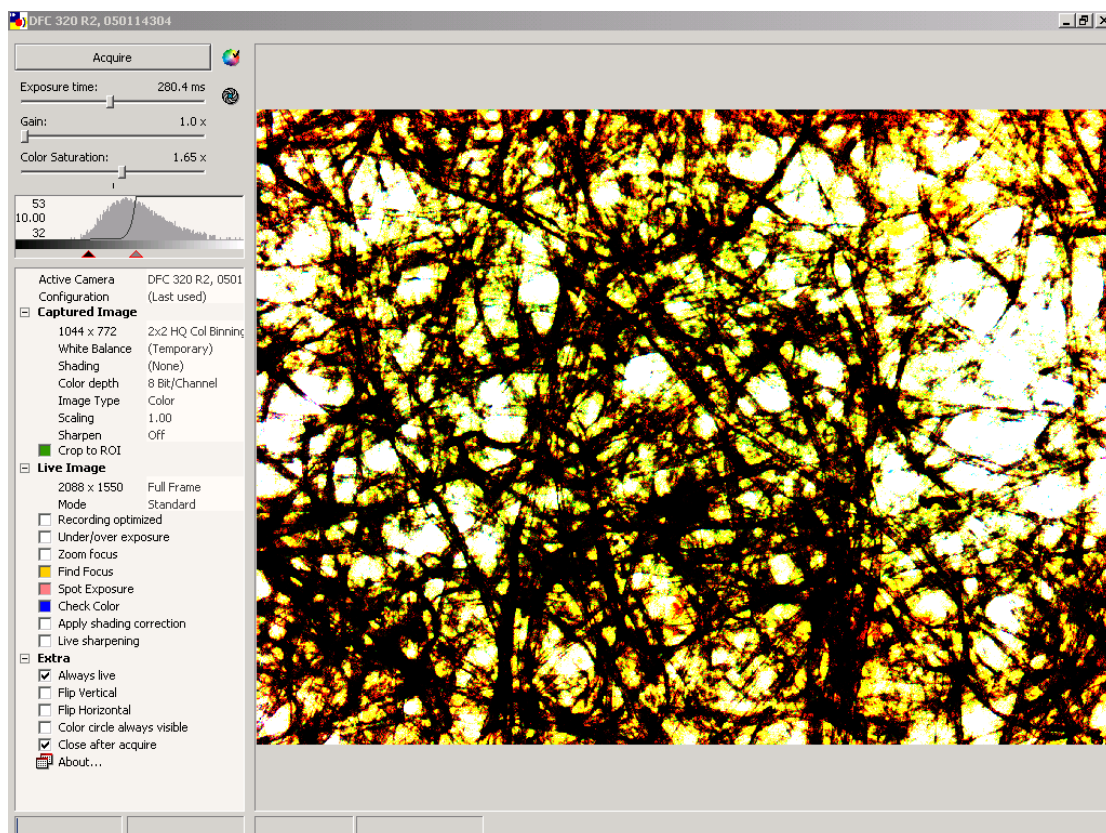 DFC 320 R2, 050114304
Acquire
Exposure time: 280.4 ms
Gain: 1.0 x
Color Saturation: 1.65 x
53
10.00
32
Active Camera DFC 320 R2, 0501
Configuration (Last used)
Captured Image
1044 x 772 2x2 HQ Col Binning
White Balance (Temporary)
Shading (None)
Color depth 8 Bit/Channel
Image Type Color
Scaling 1.00
Sharpen Off
Crop to ROI
Live Image
2088 x 1550 Full Frame
Mode Standard
Recording optimized
Under/over exposure
Zoom focus
Find Focus
Spot Exposure
Check Color
Apply shading correction
Live sharpening
Extra
Always live
Flip Vertical
Flip Horizontal
Color circle always visible
Close after acquire
About...